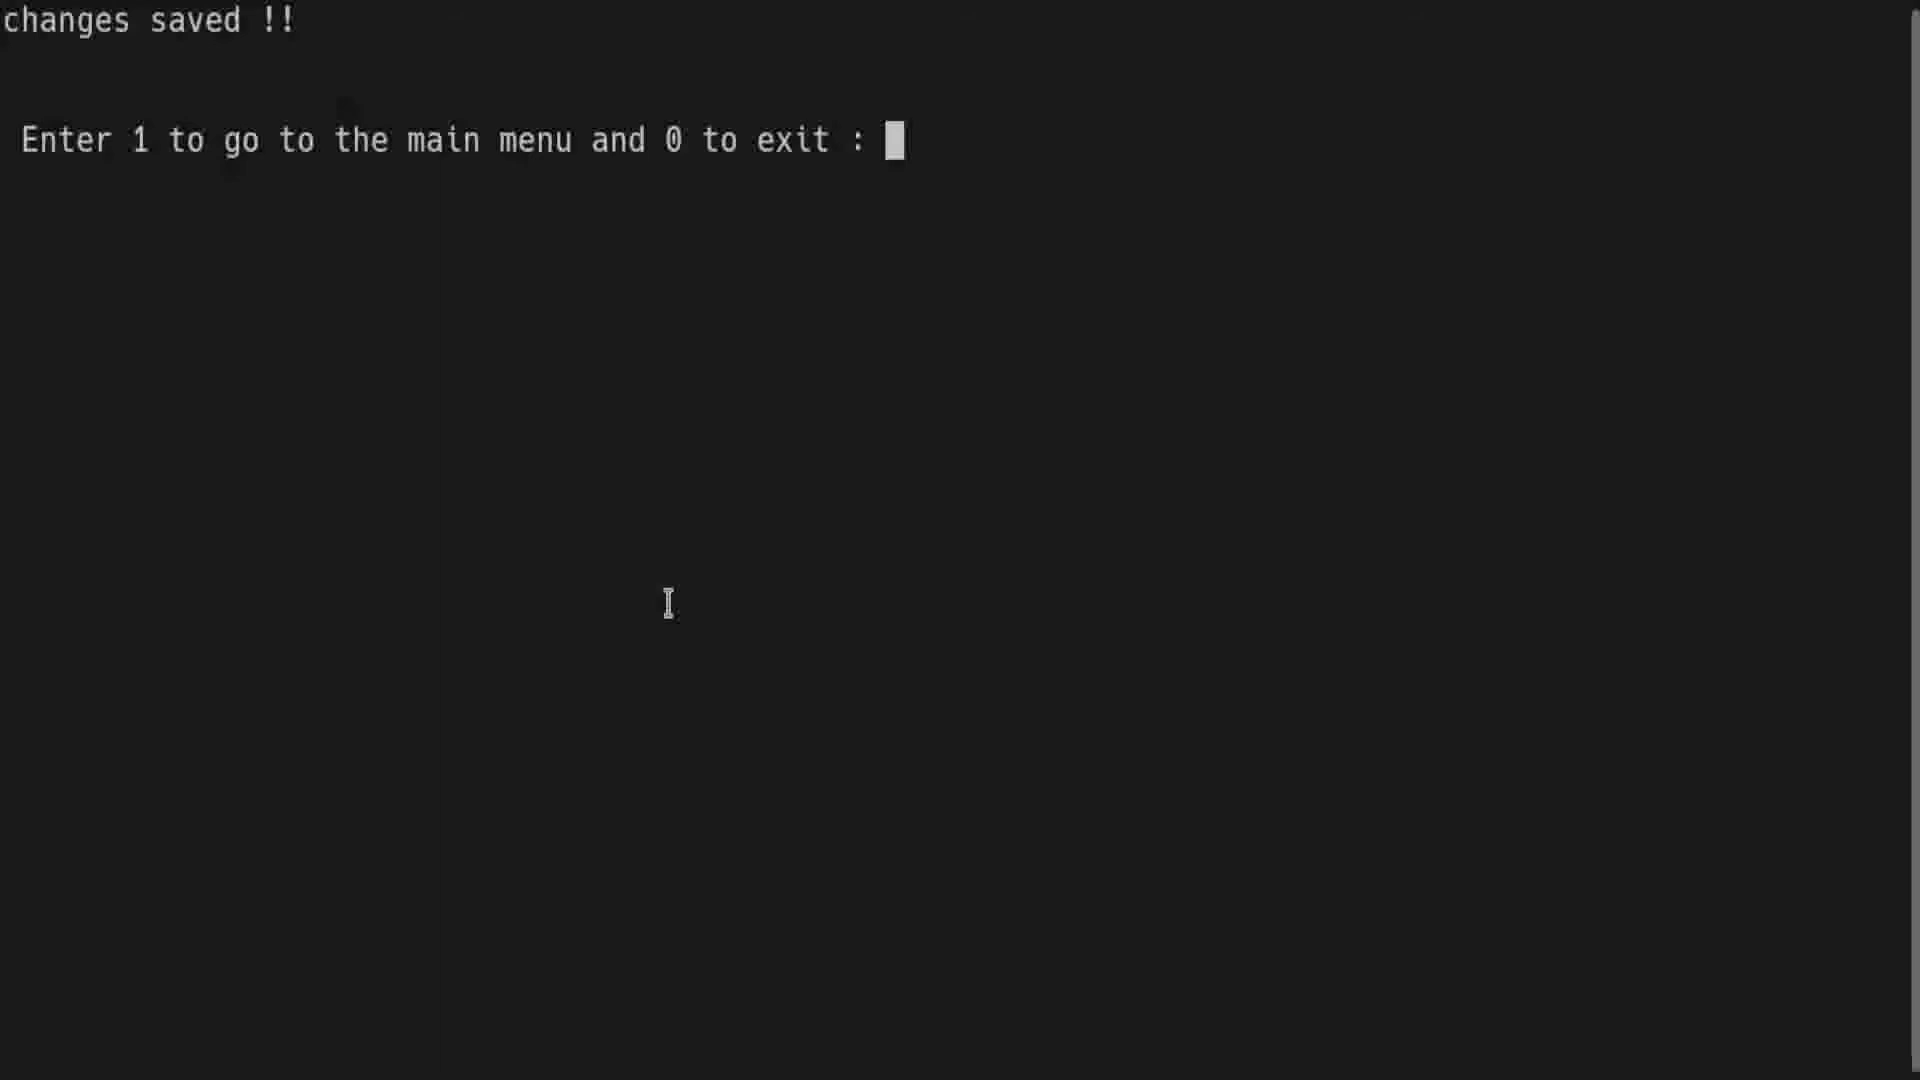 changes saved !!
Enter 1 to go to the main menu and 0 to exit :